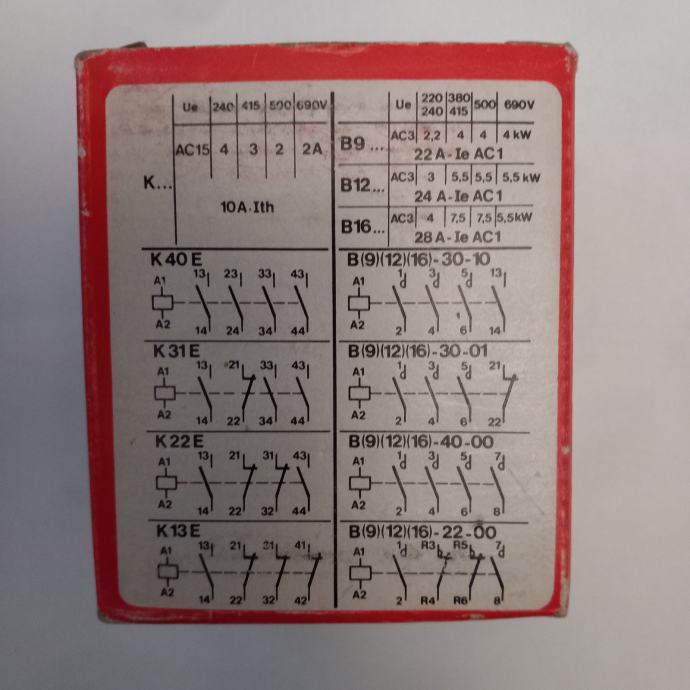 Ue 240 415 500 690V
AC15 4 3 2 2A
K...
10A-Ith
K40E
13 23 33 43
A1
A2
14 24 34 44
K31E
13 21 33 43
A1
A2
14 22 34 44
K22E
13 21 31 43
A1
A2
14 22 32 44
K13E
13 21 31 41
A1
A2
14 22 32 42
Ue 220 240 380 415 500 690V
B9... AC3 2,2 4 4 4 kW
22 A-Ie AC1
B12... AC3 3 5,5 5,5 5,5 kW
24 A-Ie AC1
B16... AC3 4 7,5 7,5 5,5kW
28 A-Ie AC1
B(9)(12)(16)-30-10
1 3 5 13
A1
A2
2 4 6 14
B(9)(12)(16)-30-01
1 3 5 21
A1
A2
2 4 6 22
B(9)(12)(16)-40-00
1 3 5 7
A1
A2
2 4 6 8
B(9)(12)(16)-22-00
1 R3 R5 7
A1
A2
2 R4 R6 8